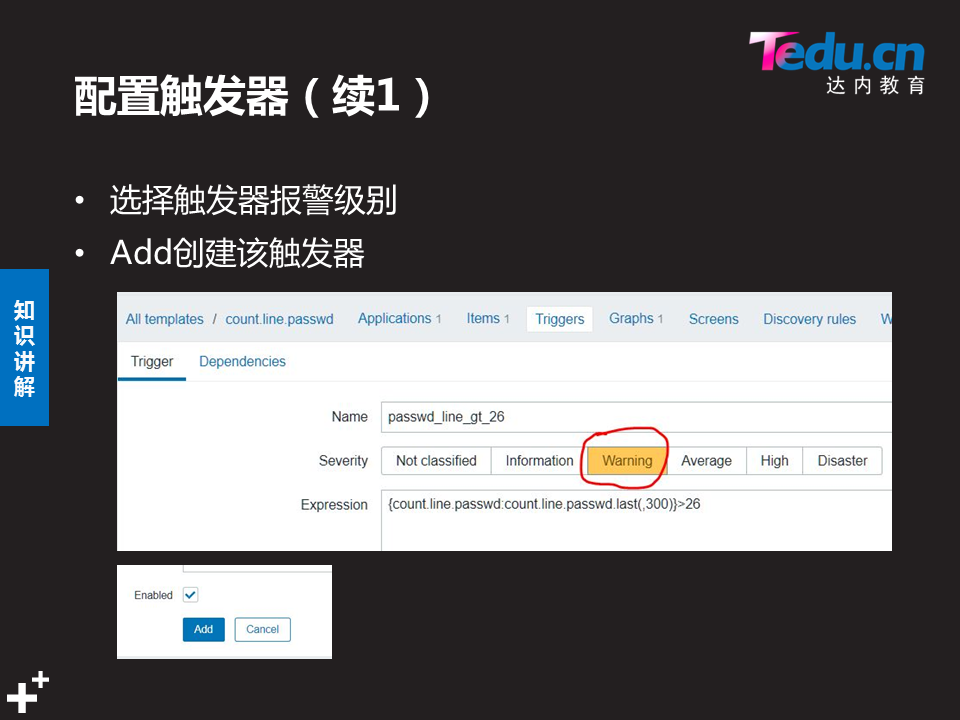 Tedu.cn
达内教育
配置触发器（续1）
• 选择触发器报警级别
• Add创建该触发器
知识讲解
All templates / count.line.passwd Applications 1 Items 1 Triggers Graphs 1 Screens Discovery rules W
Trigger Dependencies
Name passwd_line_gt_26
Severity Not classified Information Warning Average High Disaster
Expression {count.line.passwd:count.line.passwd.last(,300)}>26
Enabled
Add Cancel